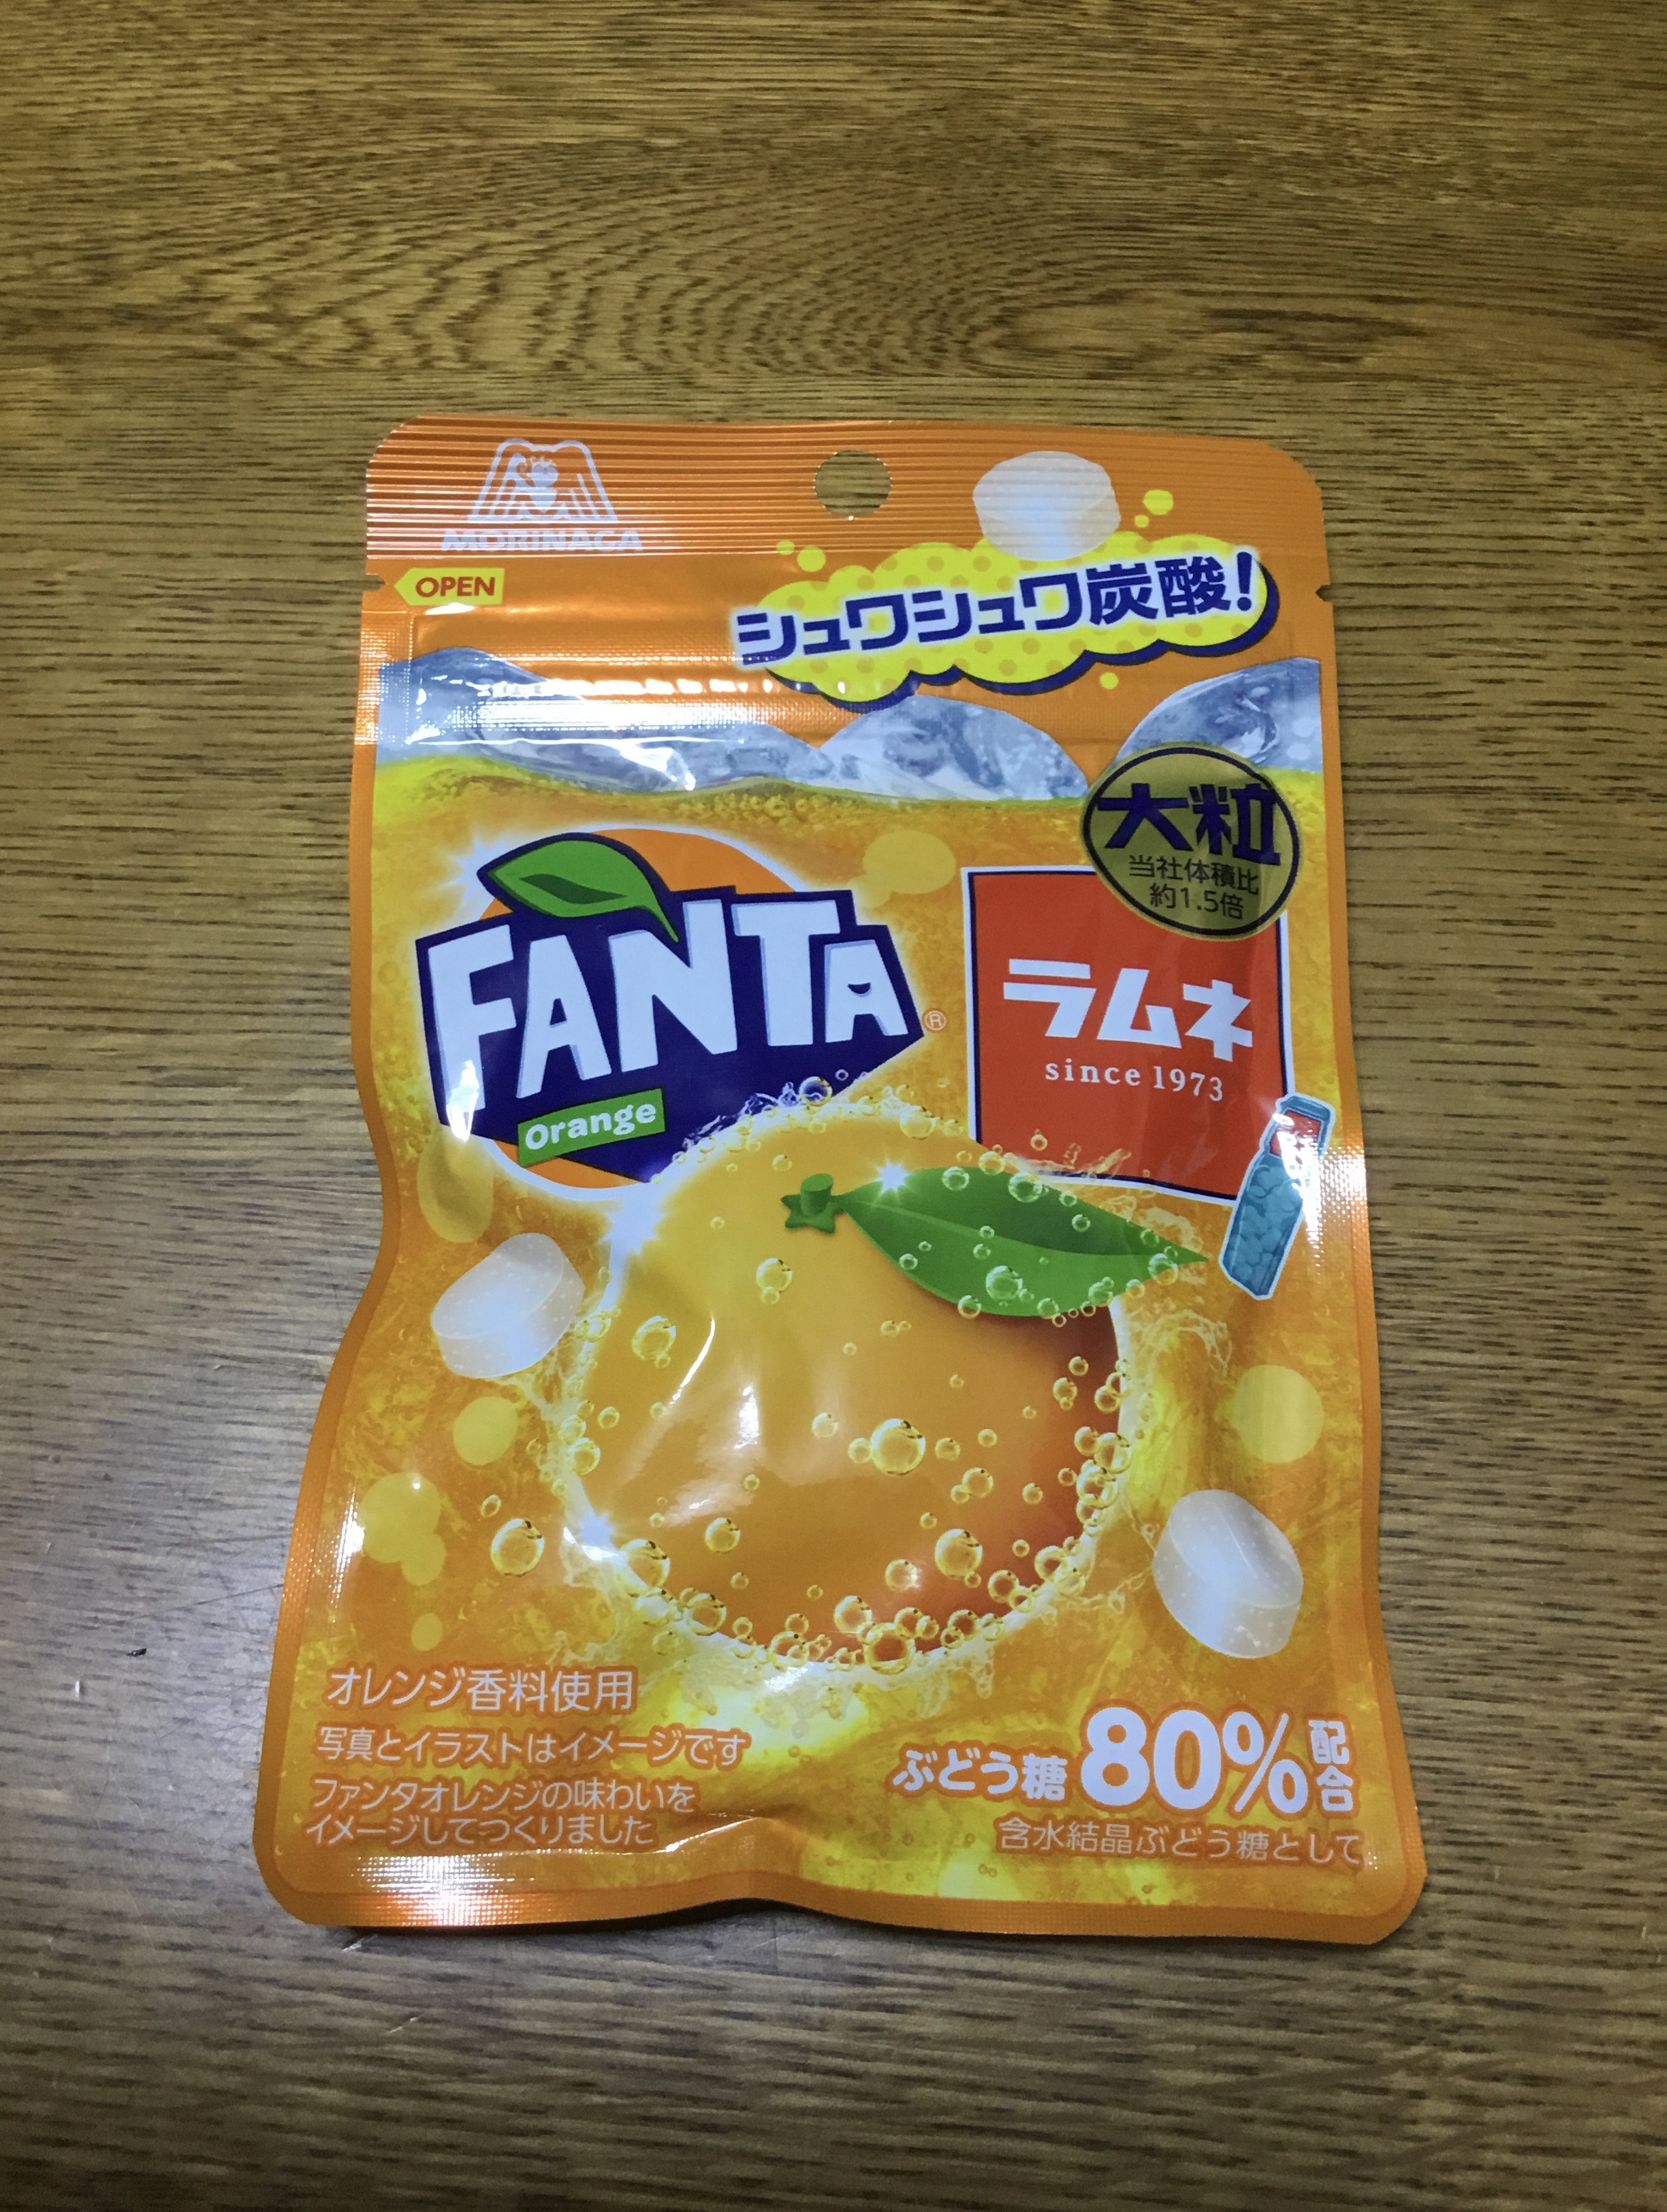 MORINAGA
OPEN
シュワシュワ炭酸!
大粒
当社体積比
約1.5倍
FANTA®
Orange
ラムネ
since 1973
オレンジ香料使用
写真とイラストはイメージです
ファンタオレンジの味わいを
イメージしてつくりました
ぶどう糖80%配合
含水結晶ぶどう糖として